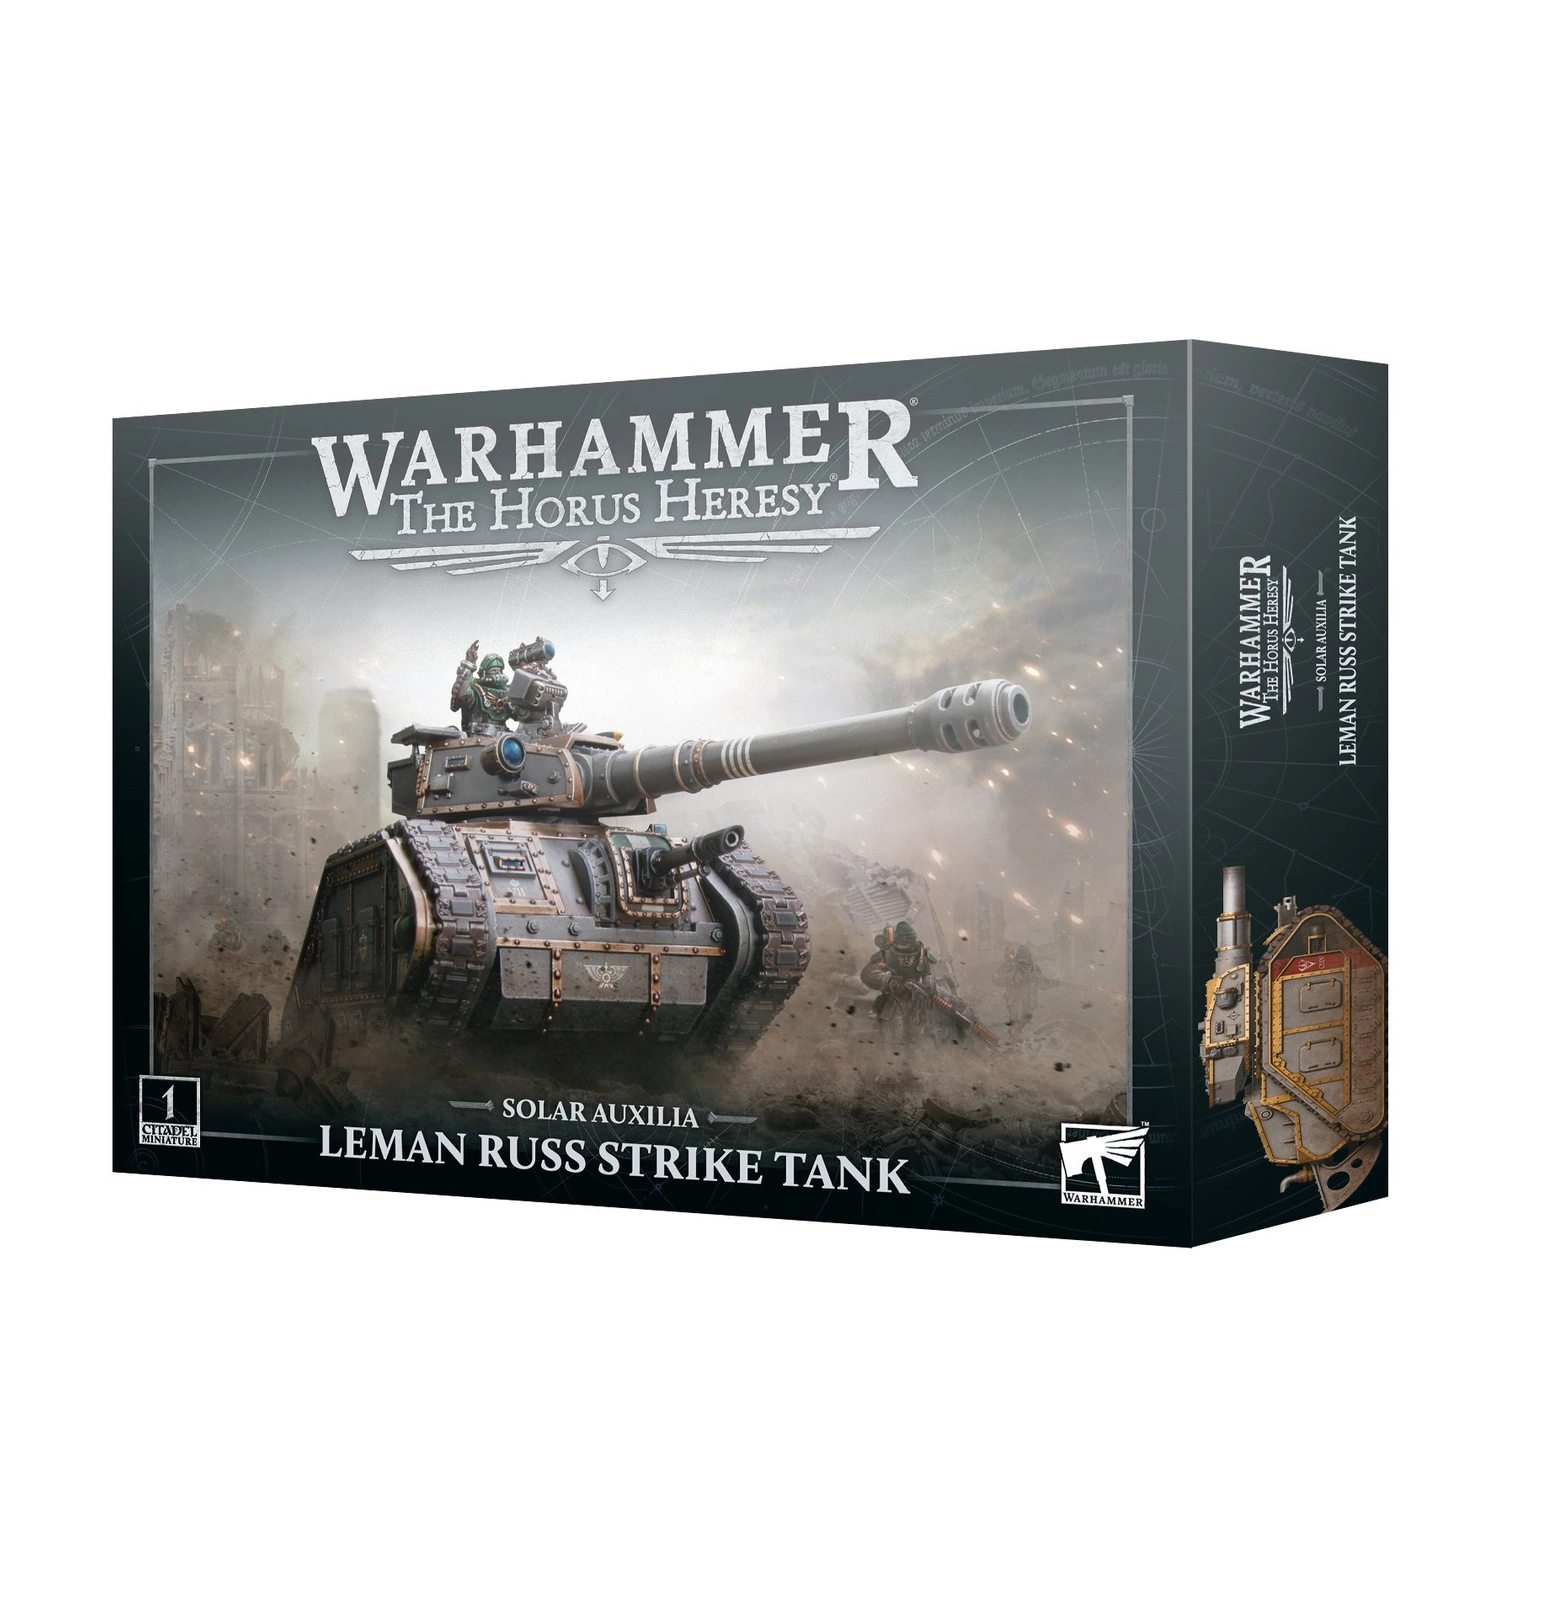 WARHAMMER®
THE HORUS HERESY®
SOLAR AUXILIA
LEMAN RUSS STRIKE TANK
1
CITADEL
MINIATURE
™
WARHAMMER
WARHAMMER
THE HORUS HERESY
SOLAR AUXILIA
LEMAN RUSS STRIKE TANK